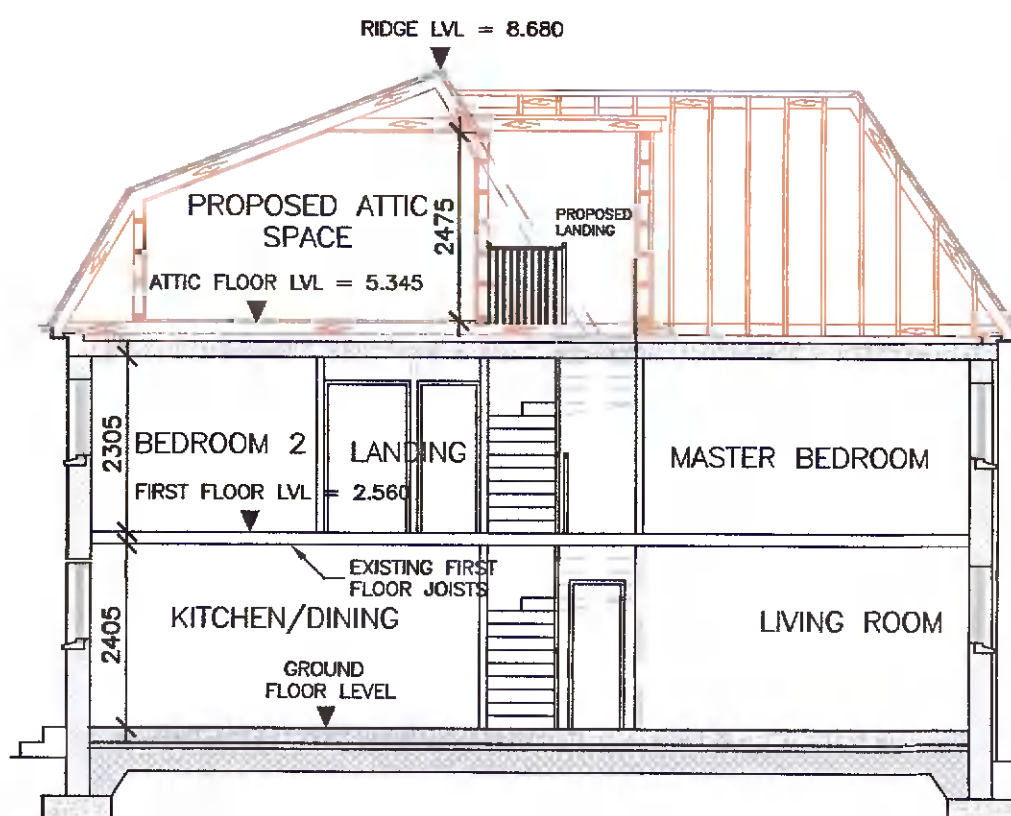 RIDGE LVL = 8.680
PROPOSED ATTIC
SPACE
2475
PROPOSED
LANDING
ATTIC FLOOR LVL = 5.345
2305
BEDROOM 2
LANDING
MASTER BEDROOM
FIRST FLOOR LVL = 2.560
EXISTING FIRST
FLOOR JOISTS
2405
KITCHEN/DINING
LIVING ROOM
GROUND
FLOOR LEVEL